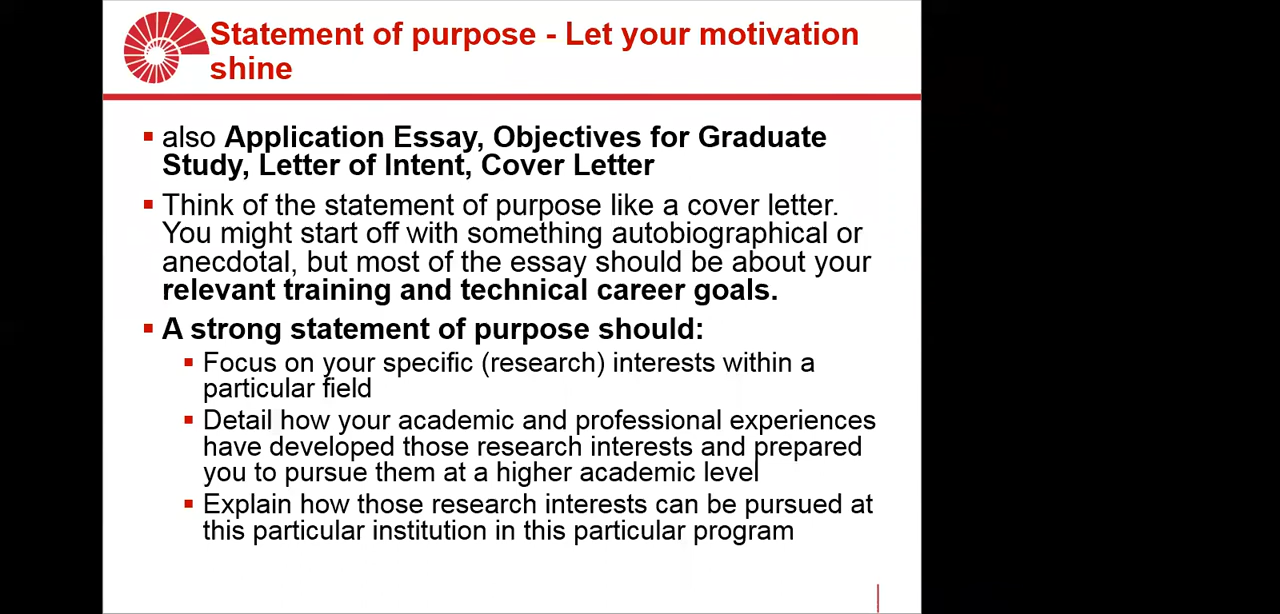 Statement of purpose - Let your motivation
shine
also Application Essay, Objectives for Graduate
Study, Letter of Intent, Cover Letter
Think of the statement of purpose like a cover letter.
You might start off with something autobiographical or
anecdotal, but most of the essay should be about your
relevant training and technical career goals.
A strong statement of purpose should:
Focus on your specific (research) interests within a
particular field
Detail how your academic and professional experiences
have developed those research interests and prepared
you to pursue them at a higher academic level
Explain how those research interests can be pursued at
this particular institution in this particular program